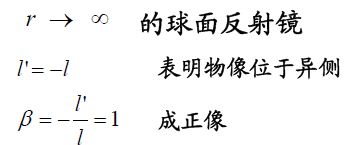 r → ∞ 的球面反射镜
l'=-l 表明物像位于异侧
β=-l'/l=1 成正像